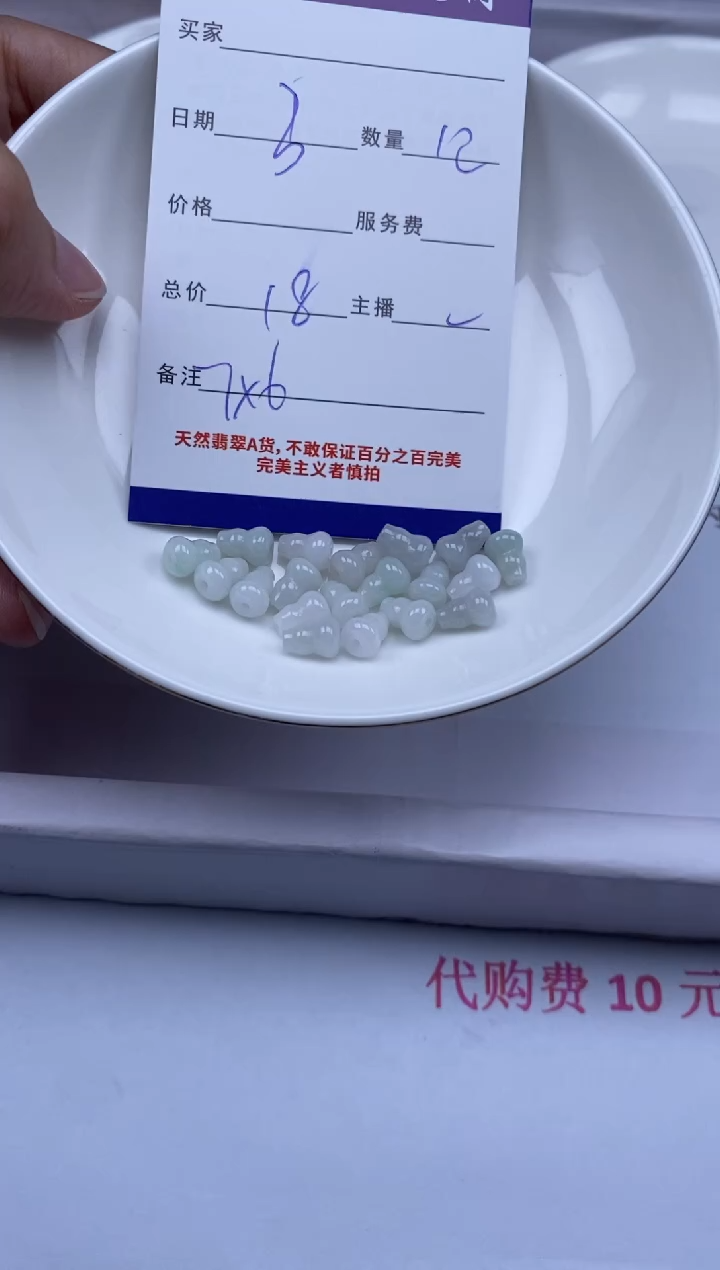 买家
日期 3 数量 12
价格 服务费
总价 18 主播
备注 7x6
天然翡翠A货,不敢保证百分之百完美
完美主义者慎拍
代购费 10 元